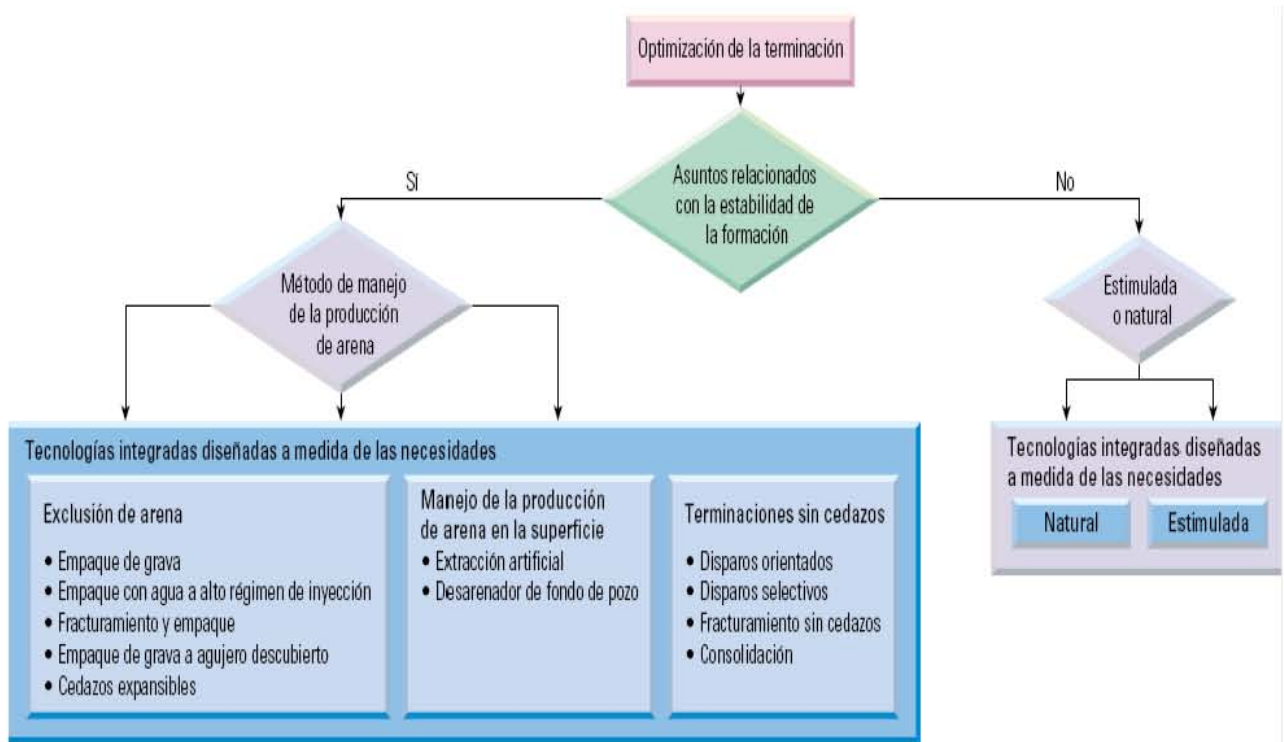 Optimización de la terminación
Asuntos relacionados
con la estabilidad de
la formación
Sí
No
Método de manejo
de la producción
de arena
Estimulada
o natural
Tecnologías integradas diseñadas a medida de las necesidades
Exclusión de arena
• Empaque de grava
• Empaque con agua a alto régimen de inyección
• Fracturamiento y empaque
• Empaque de grava a agujero descubierto
• Cedazos expansibles
Manejo de la producción
de arena en la superficie
• Extracción artificial
• Desarenador de fondo de pozo
Terminaciones sin cedazos
• Disparos orientados
• Disparos selectivos
• Fracturamiento sin cedazos
• Consolidación
Tecnologías integradas diseñadas
a medida de las necesidades
Natural
Estimulada